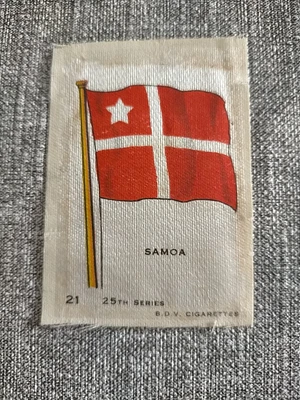 SAMOA
21 25TH SERIES
B.D.V. CIGARETTES